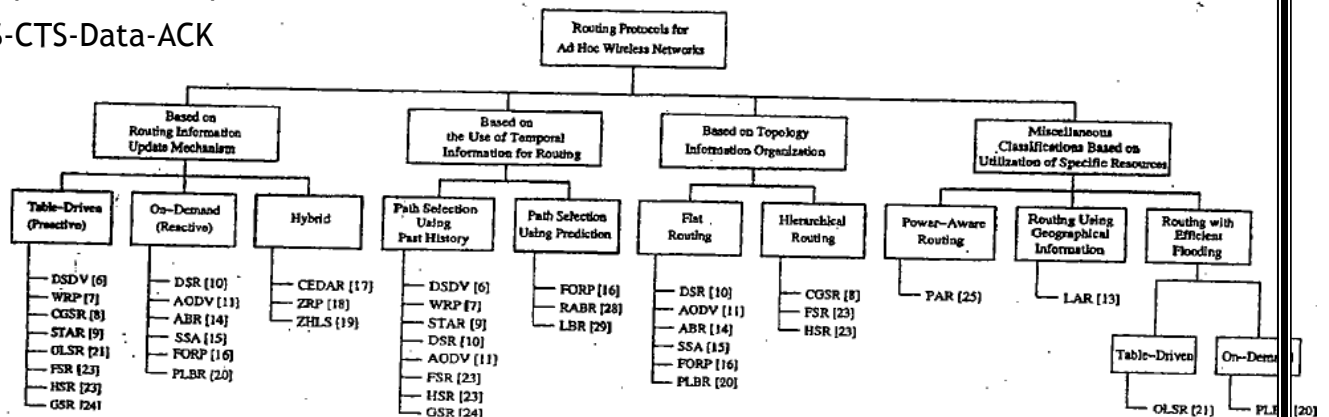 -CTS-Data-ACK
Routing Protocols for
Ad Hoc Wireless Networks
Based on
Routing Information
Update Mechanism
Based on
the Use of Temporal
Information for Routing
Based on Topology
Information Organization
Miscellaneous
Classifications Based on
Utilization of Specific Resources
Table-Driven
(Proactive)
On-Demand
(Reactive)
Hybrid
Path Selection
Using
Past History
Path Selection
Using Prediction
Flat
Routing
Hierarchical
Routing
Power-Aware
Routing
Routing Using
Geographical
Information
Routing with
Efficient
Flooding
DSDV [6]
WRP [7]
CGSR [8]
STAR [9]
OLSR [21]
FSR [23]
HSR [23]
GSR [24]
DSR [10]
AODV [11]
ABR [14]
SSA [15]
FORP [16]
PLBR [20]
CEDAR [17]
ZRP [18]
ZHLS [19]
DSDV [6]
WRP [7]
STAR [9]
DSR [10]
AODV [11]
FSR [23]
HSR [23]
GSR [24]
FORP [16]
RABR [28]
LBR [29]
DSR [10]
AODV [11]
ABR [14]
SSA [15]
FORP [16]
PLBR [20]
CGSR [8]
FSR [23]
HSR [23]
PAR [25]
LAR [13]
Table-Driven
On-Demand
OLSR [21]
[20]